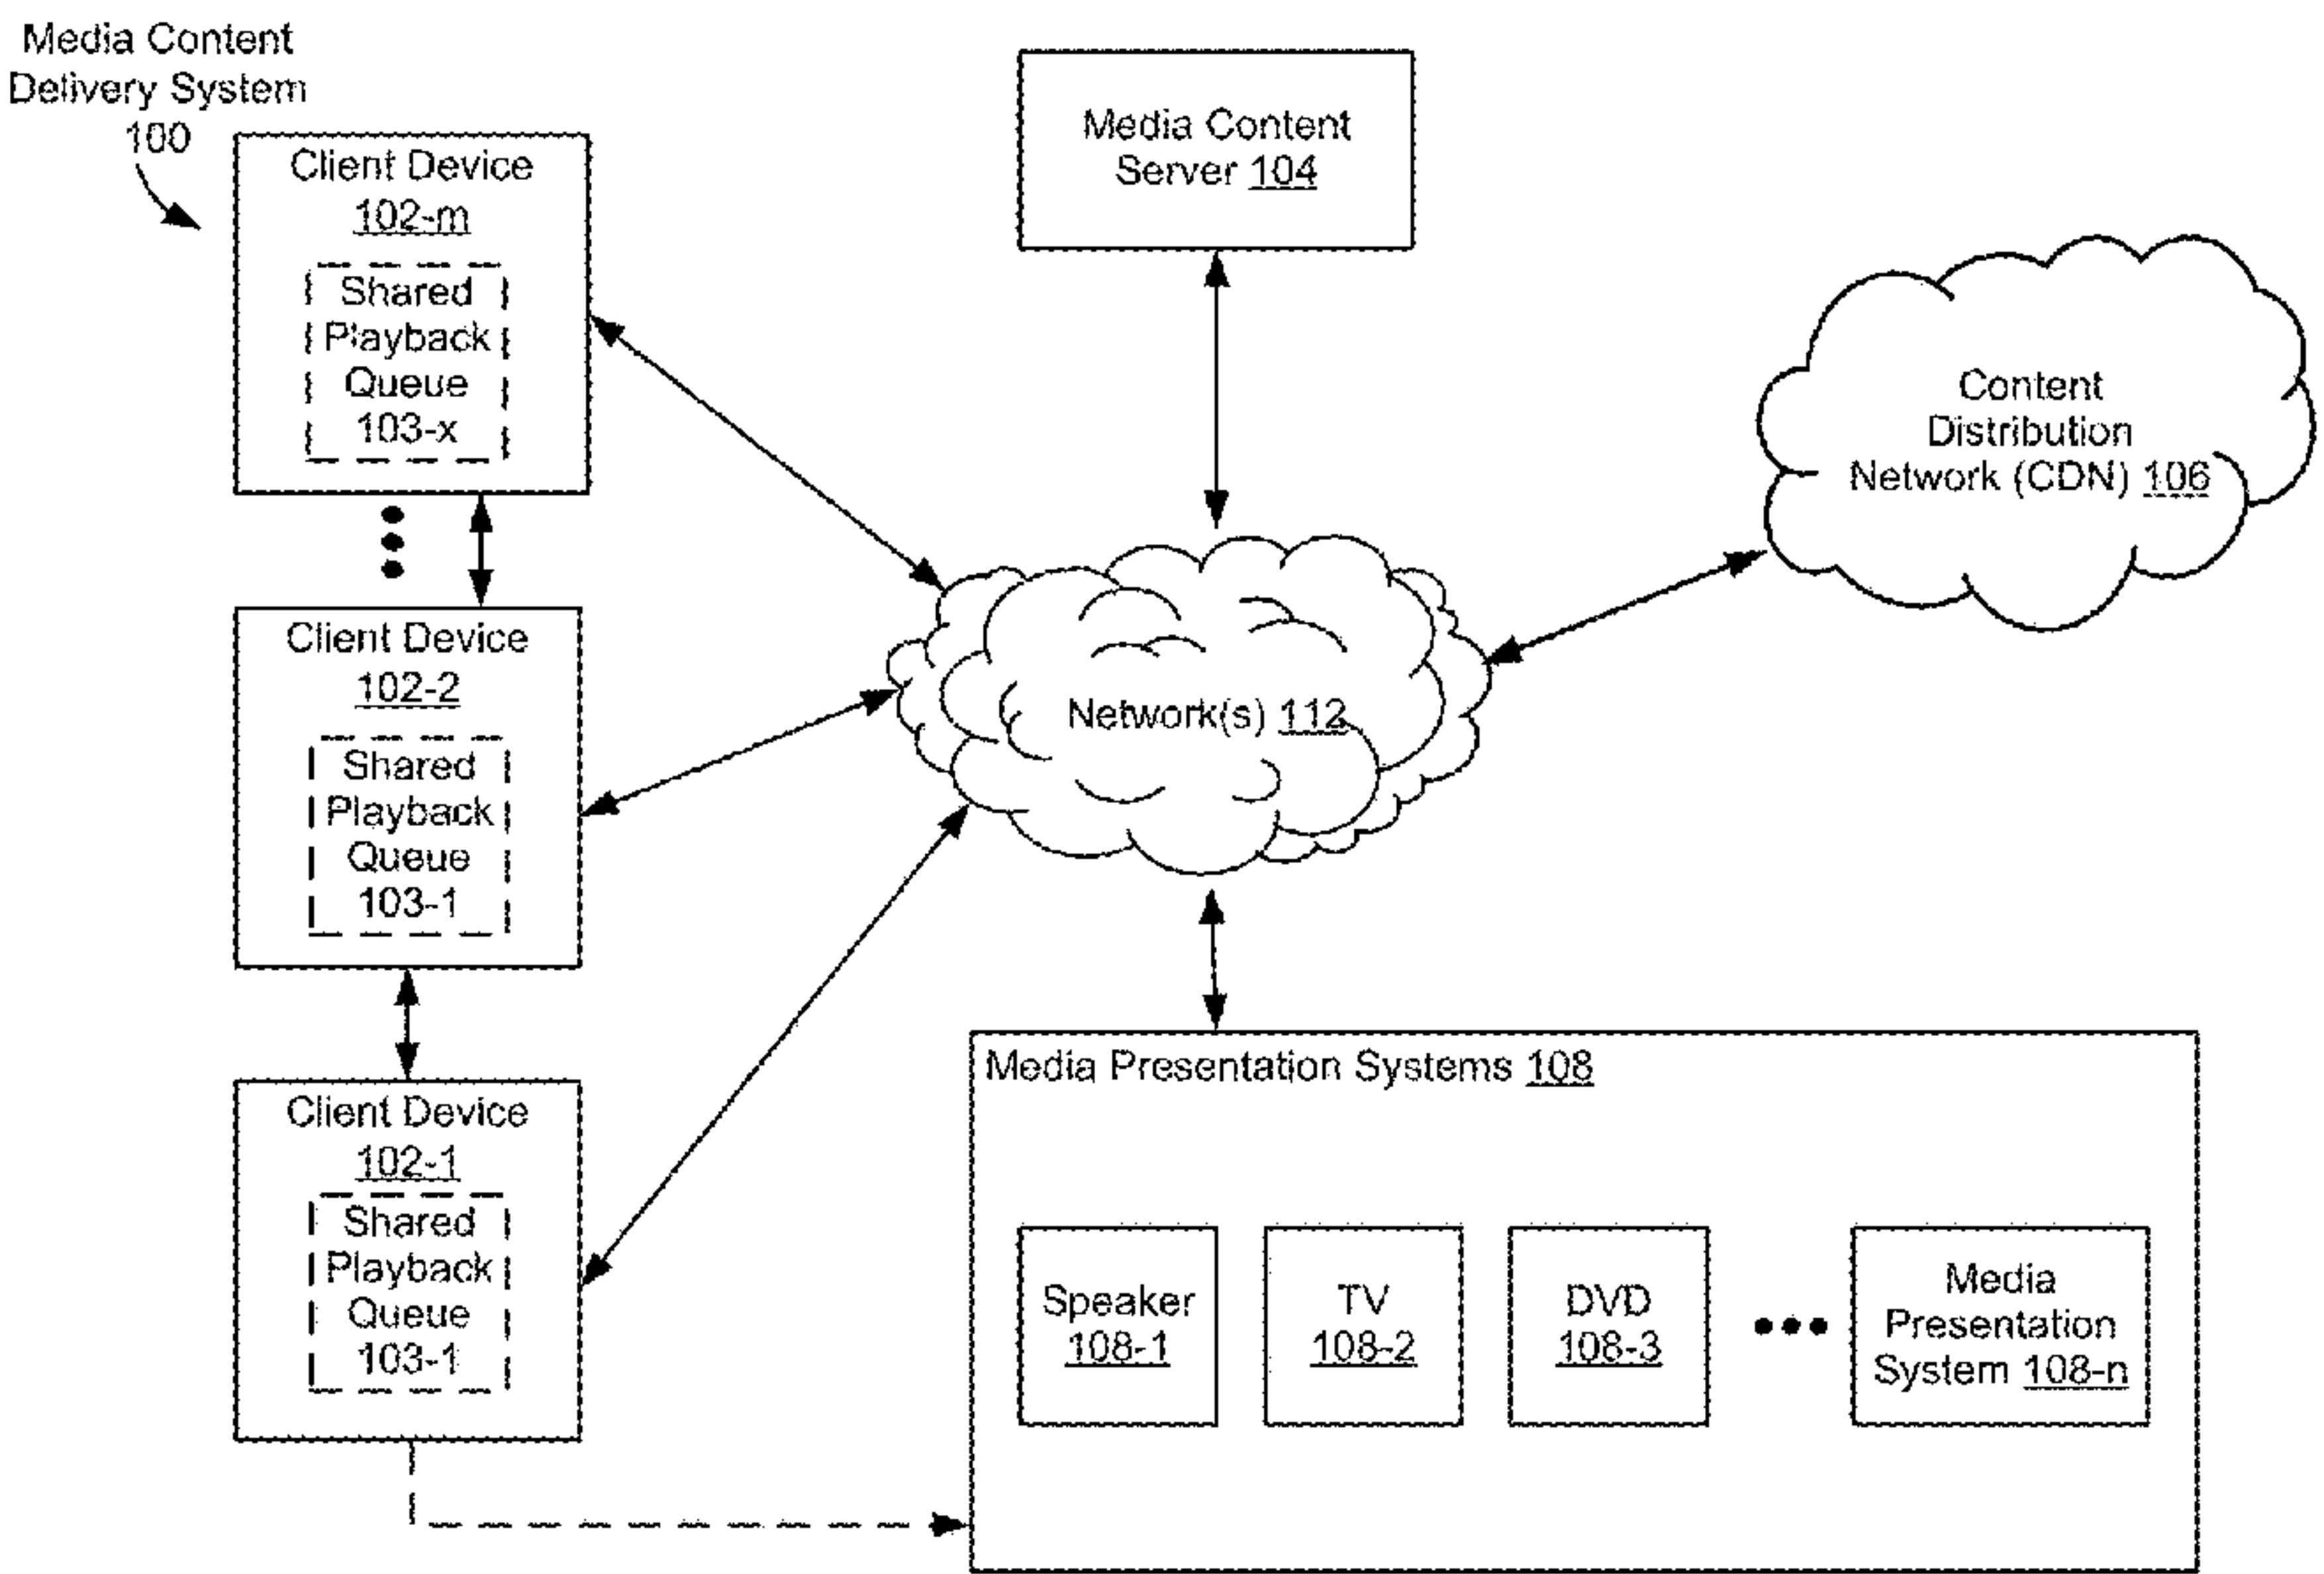 Media Content
Delivery System
100
Client Device
102-m
Shared
Playback
Queue
103-x
Client Device
102-2
Shared
Playback
Queue
103-1
Client Device
102-1
Shared
Playback
Queue
103-1
Media Content
Server 104
Content
Distribution
Network (CDN) 106
Network(s) 112
Media Presentation Systems 108
Speaker
108-1
TV
108-2
DVD
108-3
Media
Presentation
System 108-n